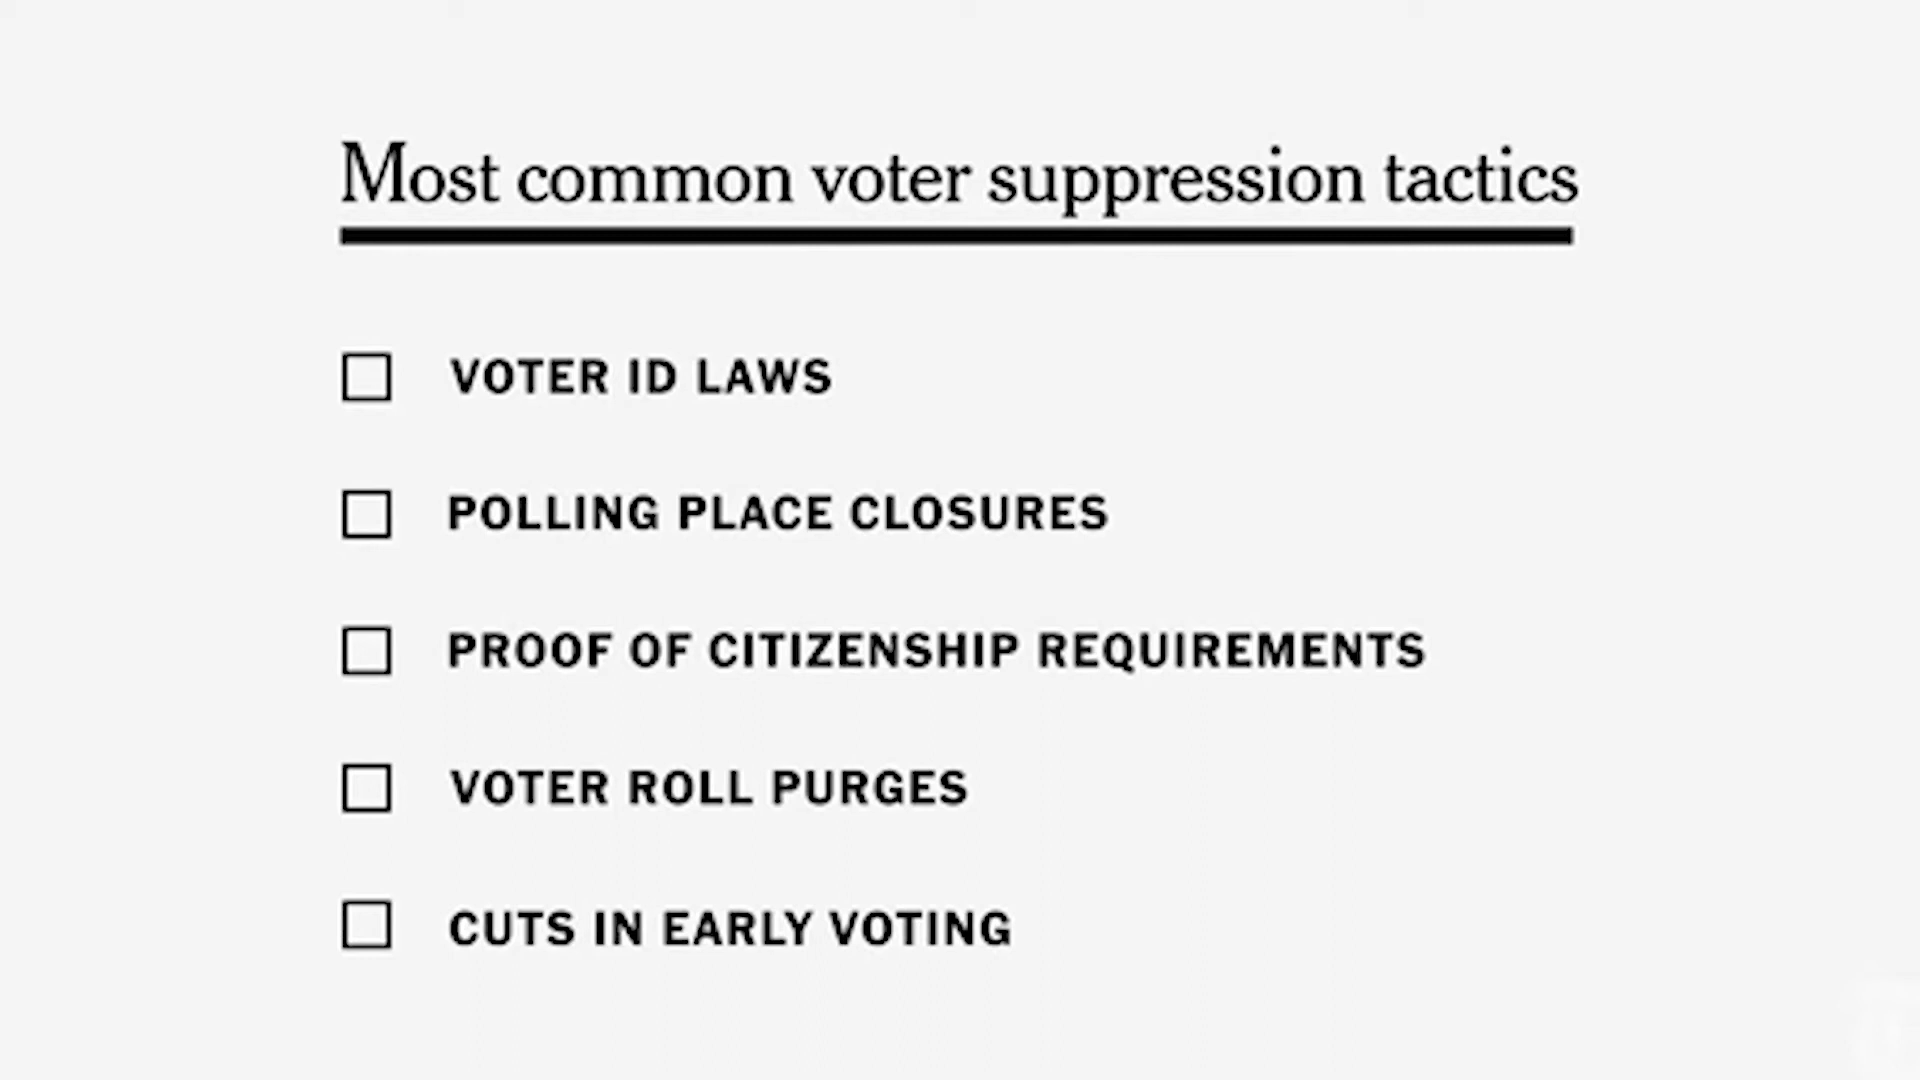 Most common voter suppression tactics
VOTER ID LAWS
POLLING PLACE CLOSURES
PROOF OF CITIZENSHIP REQUIREMENTS
VOTER ROLL PURGES
CUTS IN EARLY VOTING